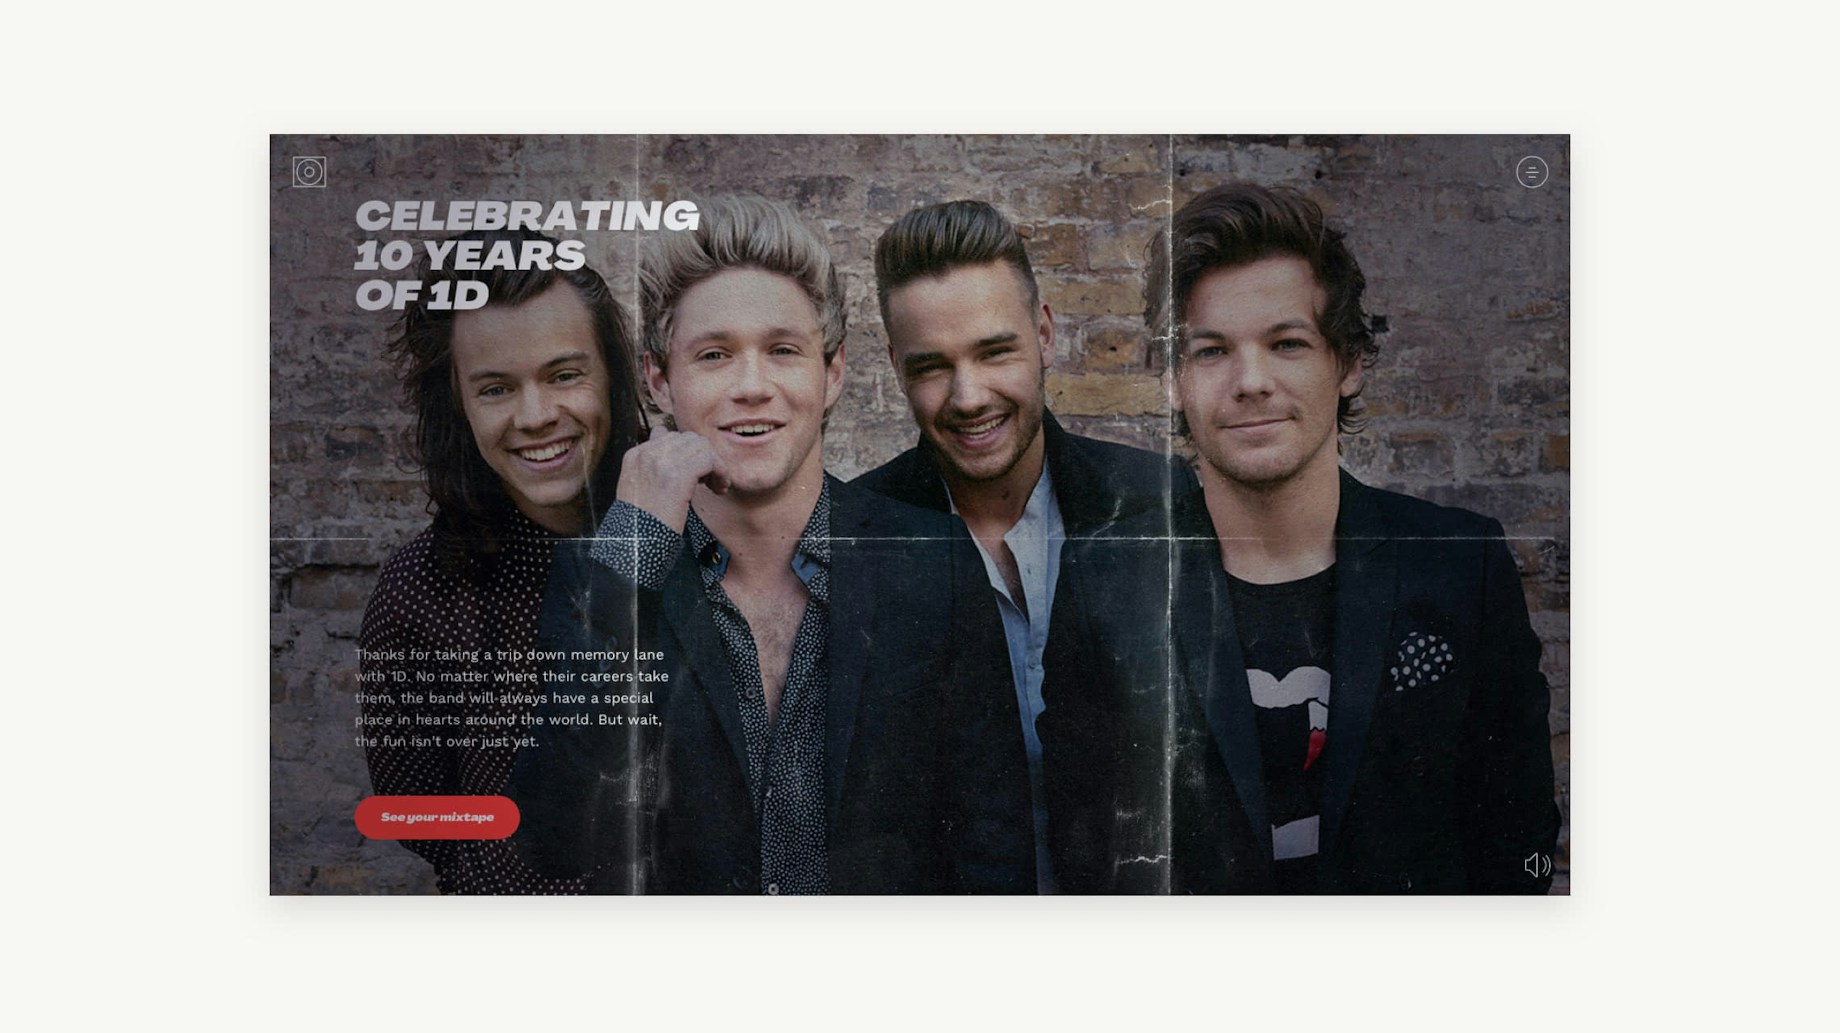 CELEBRATING
10 YEARS
OF 1D
Thanks for taking a trip down memory lane
with 1D. No matter where their careers take
them, the band will always have a special
place in hearts around the world. But wait,
the fun isn't over just yet.
See your mixtape